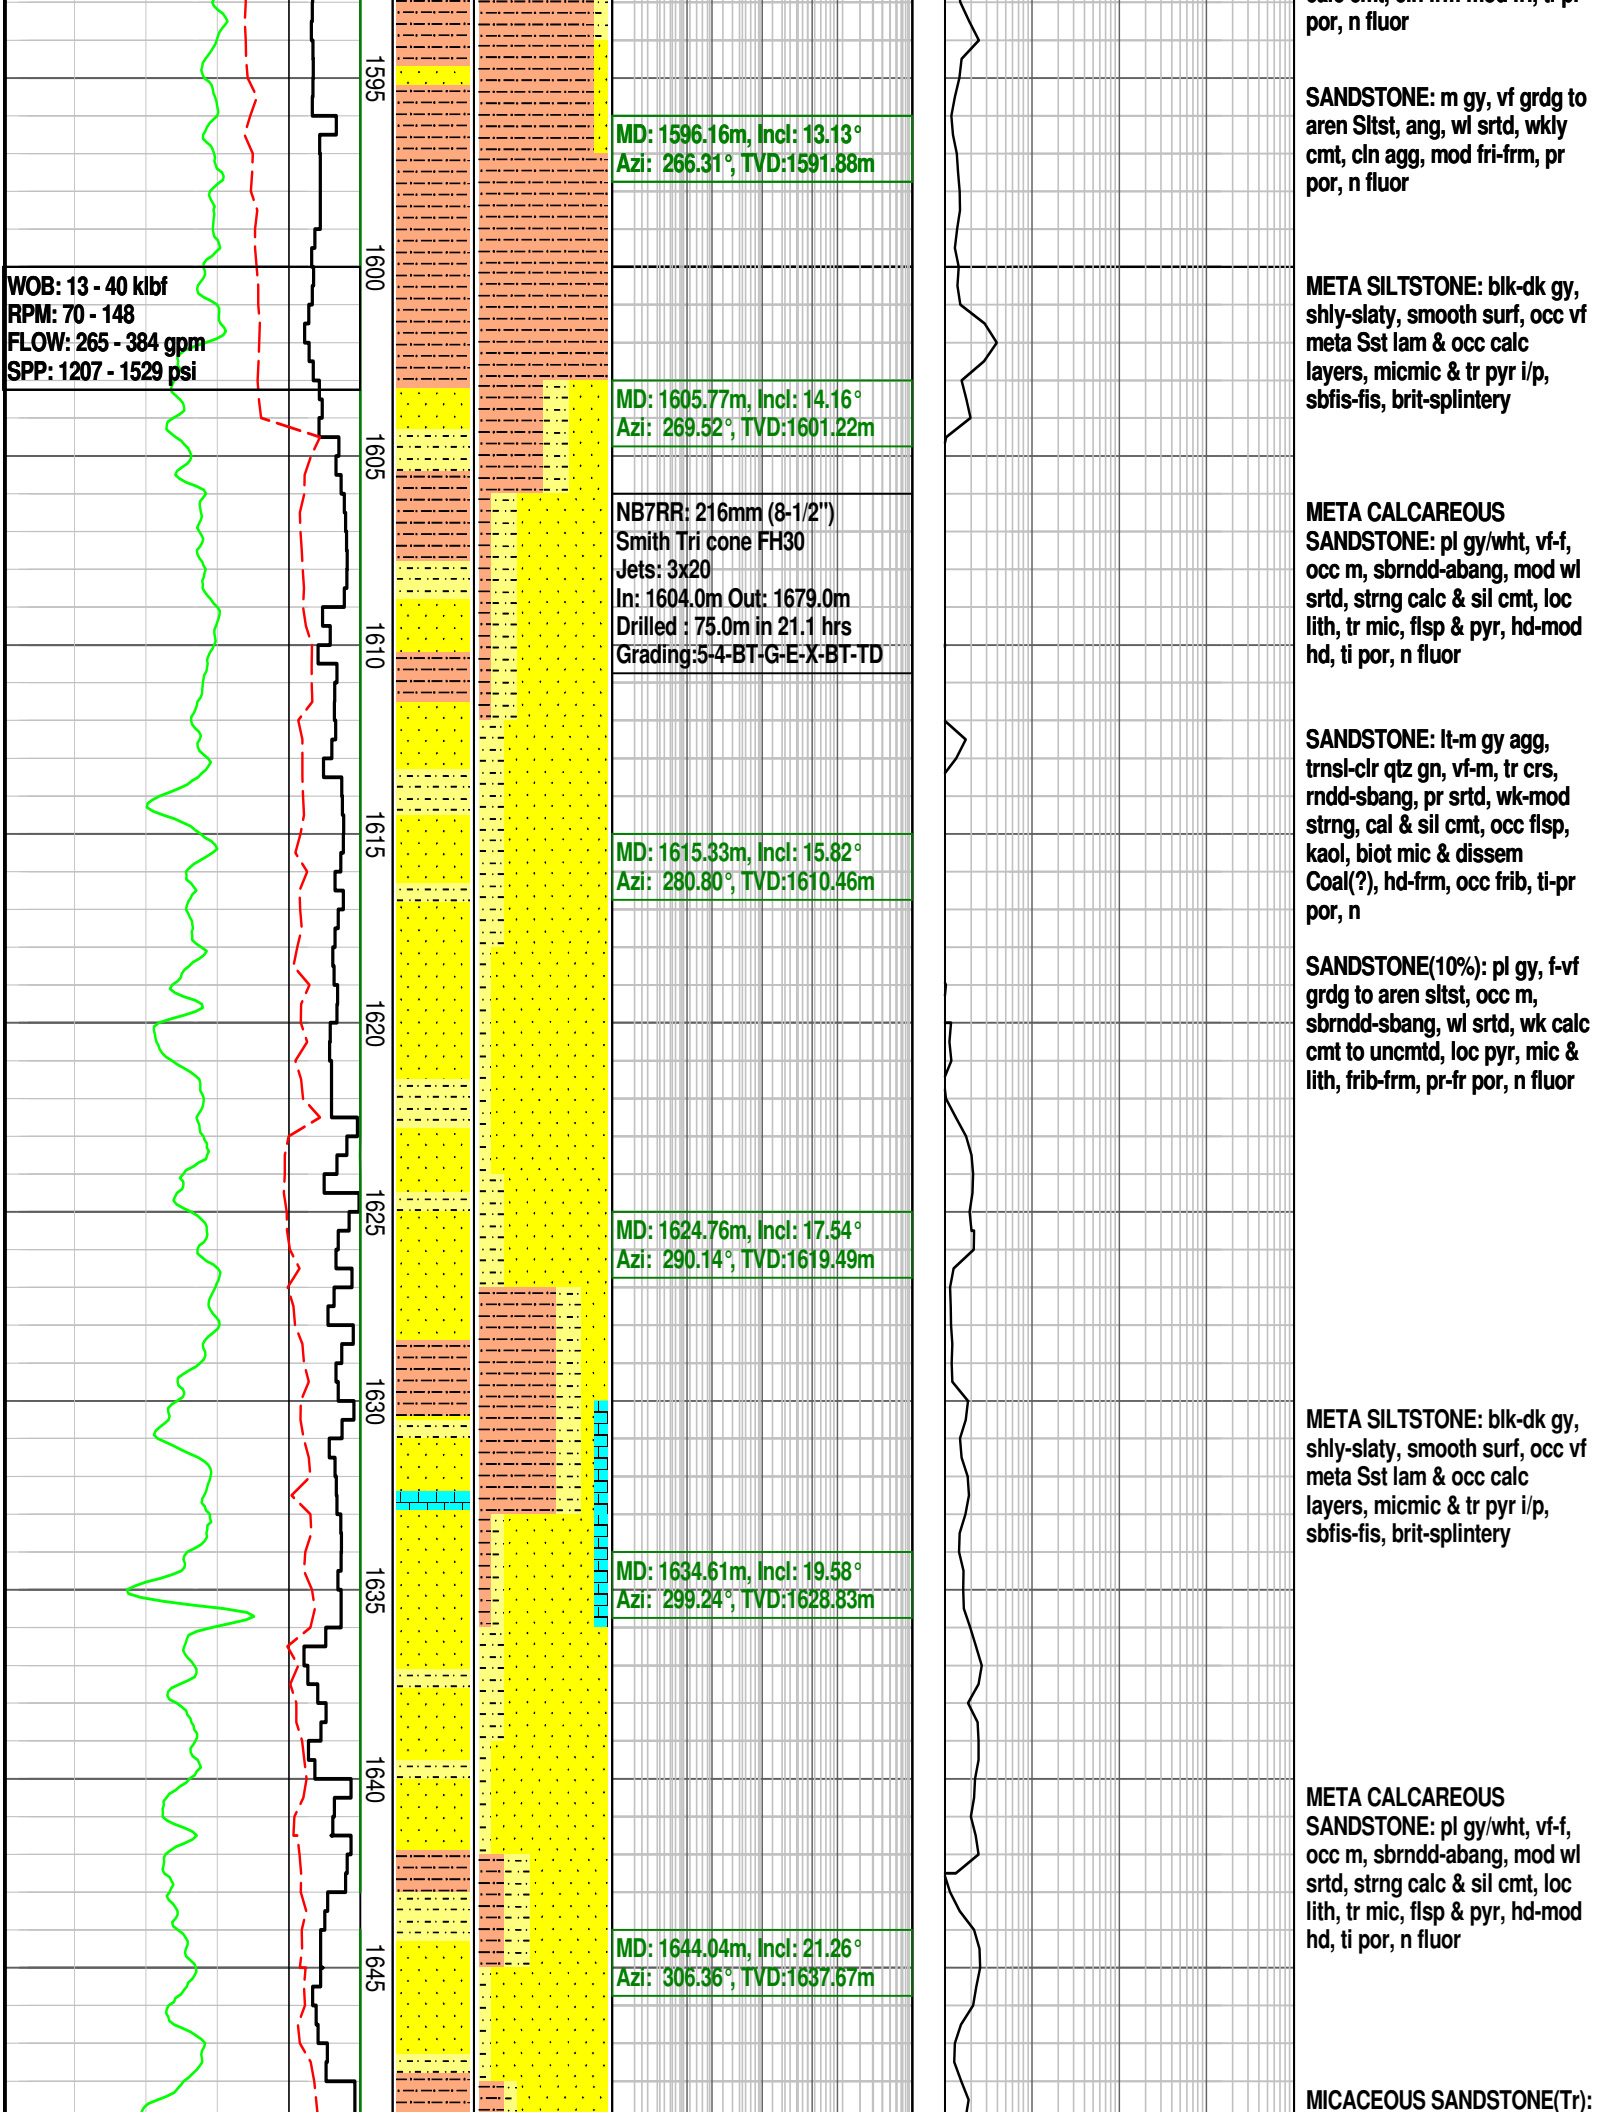 por, n fluor
1595
SANDSTONE: m gy, vf grdg to
aren Sltst, ang, wl srtd, wkly
cmt, cln agg, mod fri-frm, pr
por, n fluor
MD: 1596.16m, Incl: 13.13°
Azi: 266.31°, TVD:1591.88m
1600
WOB: 13 - 40 klbf
RPM: 70 - 148
FLOW: 265 - 384 gpm
SPP: 1207 - 1529 psi
META SILTSTONE: blk-dk gy,
shly-slaty, smooth surf, occ vf
meta Sst lam & occ calc
layers, micmic & tr pyr i/p,
sbfis-fis, brit-splintery
MD: 1605.77m, Incl: 14.16°
Azi: 269.52°, TVD:1601.22m
1605
NB7RR: 216mm (8-1/2")
Smith Tri cone FH30
Jets: 3x20
In: 1604.0m Out: 1679.0m
Drilled : 75.0m in 21.1 hrs
Grading:5-4-BT-G-E-X-BT-TD
META CALCAREOUS
SANDSTONE: pl gy/wht, vf-f,
occ m, sbrndd-abang, mod wl
srtd, strng calc & sil cmt, loc
lith, tr mic, flsp & pyr, hd-mod
hd, ti por, n fluor
1610
SANDSTONE: lt-m gy agg,
trnsl-clr qtz gn, vf-m, tr crs,
rndd-sbang, pr srtd, wk-mod
strng, cal & sil cmt, occ flsp,
kaol, biot mic & dissem
Coal(?), hd-frm, occ frib, ti-pr
por, n
1615
MD: 1615.33m, Incl: 15.82°
Azi: 280.80°, TVD:1610.46m
SANDSTONE(10%): pl gy, f-vf
grdg to aren sltst, occ m,
sbrndd-sbang, wl srtd, wk calc
cmt to uncmtd, loc pyr, mic &
lith, frib-frm, pr-fr por, n fluor
1620
1625
MD: 1624.76m, Incl: 17.54°
Azi: 290.14°, TVD:1619.49m
1630
META SILTSTONE: blk-dk gy,
shly-slaty, smooth surf, occ vf
meta Sst lam & occ calc
layers, micmic & tr pyr i/p,
sbfis-fis, brit-splintery
1635
MD: 1634.61m, Incl: 19.58°
Azi: 299.24°, TVD:1628.83m
1640
META CALCAREOUS
SANDSTONE: pl gy/wht, vf-f,
occ m, sbrndd-abang, mod wl
srtd, strng calc & sil cmt, loc
lith, tr mic, flsp & pyr, hd-mod
hd, ti por, n fluor
1645
MD: 1644.04m, Incl: 21.26°
Azi: 306.36°, TVD:1637.67m
MICACEOUS SANDSTONE(Tr):